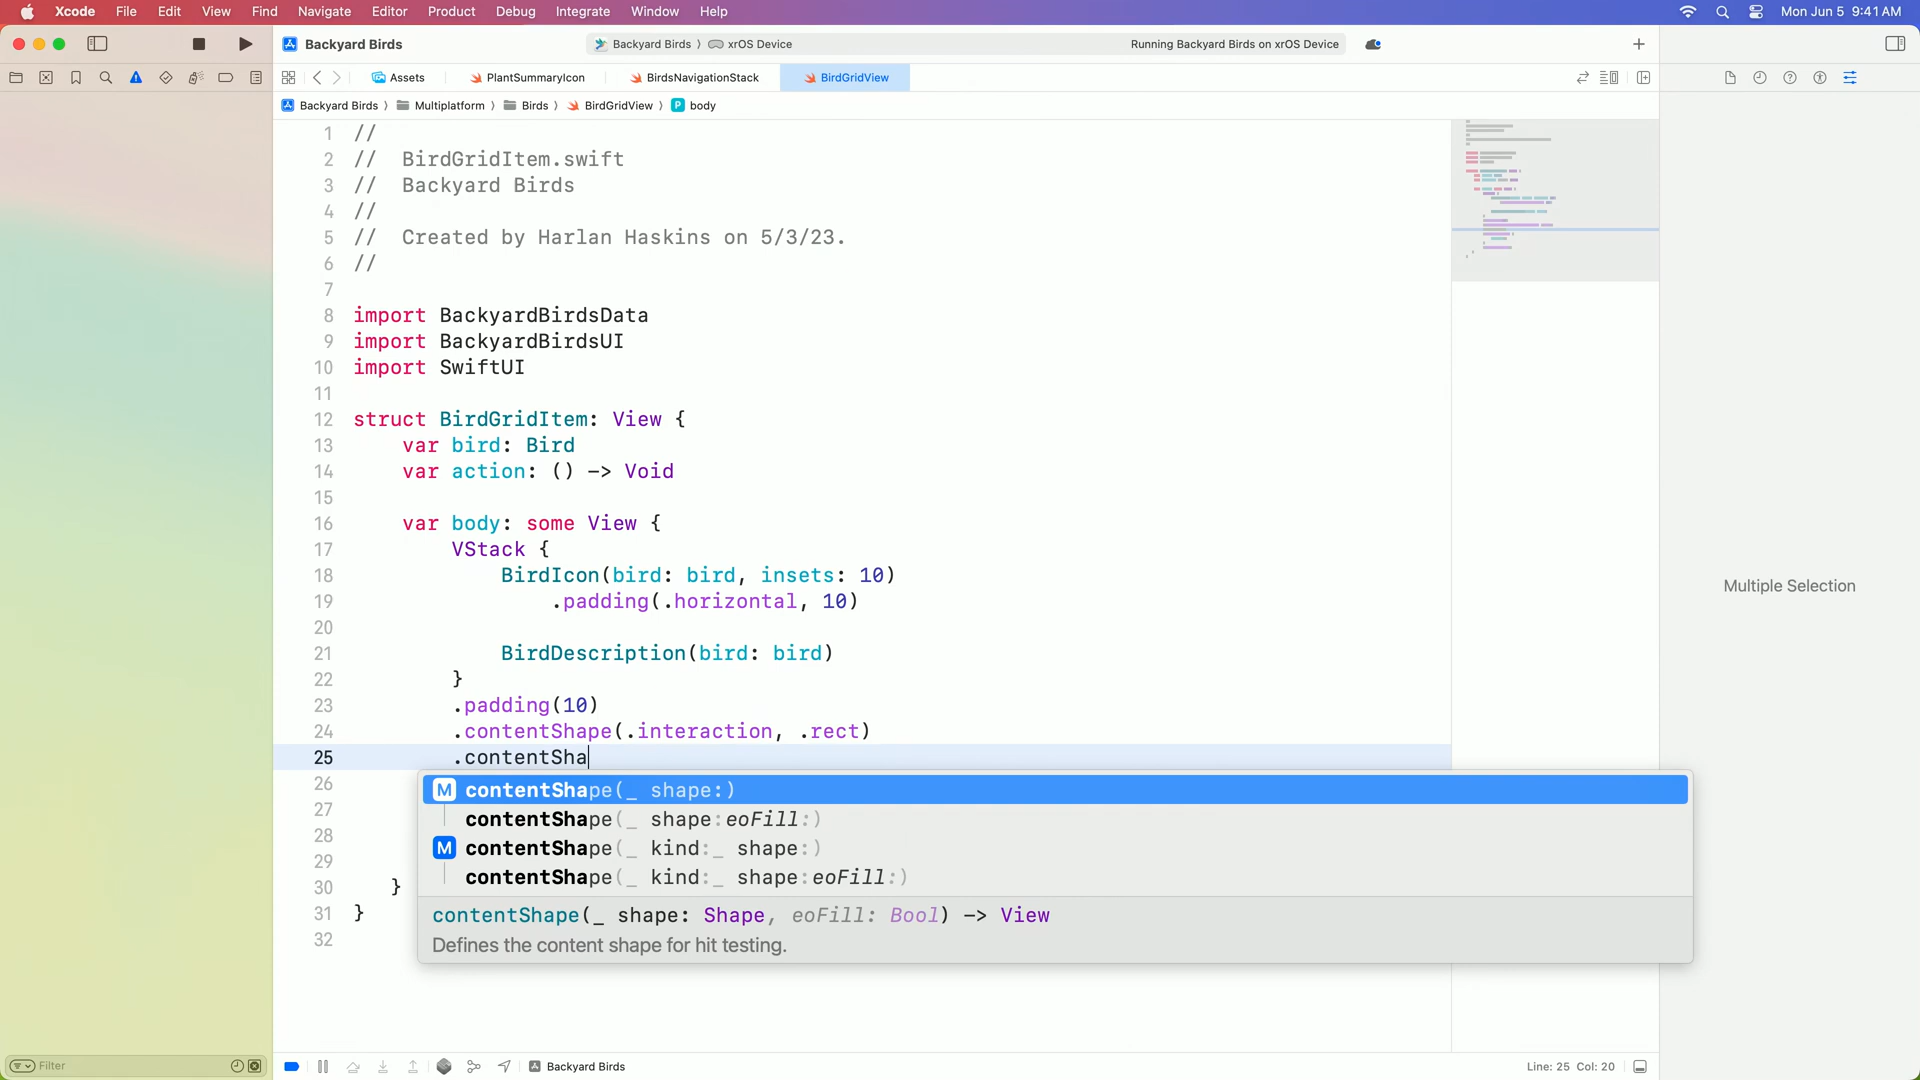 Xcode File Edit View Find Navigate Editor Product Debug Integrate Window Help Mon Jun 5 9:41 AM
Backyard Birds Backyard Birds 〉 xrOS Device Running Backyard Birds on xrOS Device
Assets PlantSummaryIcon BirdsNavigationStack BirdGridView
Backyard Birds 〉 Multiplatform 〉 Birds 〉 BirdGridView 〉 P body
1 //
2 //  BirdGridItem.swift
3 //  Backyard Birds
4 //
5 //  Created by Harlan Haskins on 5/3/23.
6 //
7
8 import BackyardBirdsData
9 import BackyardBirdsUI
10 import SwiftUI
11
12 struct BirdGridItem: View {
13     var bird: Bird
14     var action: () -> Void
15
16     var body: some View {
17         VStack {
18             BirdIcon(bird: bird, insets: 10)
19                 .padding(.horizontal, 10)
20
21             BirdDescription(bird: bird)
22         }
23         .padding(10)
24         .contentShape(.interaction, .rect)
25         .contentSha
26
M contentShape(_ shape:)
27
contentShape(_ shape:eoFill:)
28
M contentShape(_ kind:_ shape:)
29
contentShape(_ kind:_ shape:eoFill:)
30     }
31 }
contentShape(_ shape: Shape, eoFill: Bool) -> View
32
Defines the content shape for hit testing.
Multiple Selection
Filter Backyard Birds Line: 25 Col: 20